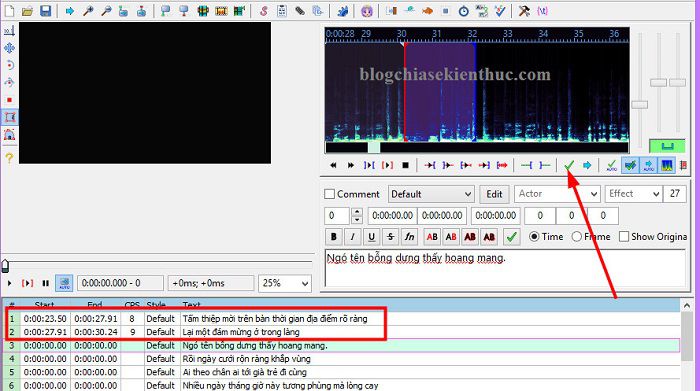 0:00:28 29 30 31 32 33 34 35 36
blogchiasekienthuc.com
AUTO AUTO AUTO
Comment Default Edit Actor Effect 27
0 0:00:00.00 0:00:00.00 0:00:00.00 0 0 0
B I U S fn AB AB AB AB Time Frame Show Origina
Ngó tên bỗng dưng thấy hoang mang.
AUTO 0:00:00.000 - 0 +0ms; +0ms 25%
# Start End CPS Style Text
1 0:00:23.50 0:00:27.91 8 Default Tấm thiệp mời trên bàn thời gian địa điểm rõ ràng
2 0:00:27.91 0:00:30.24 9 Default Lại một đám mừng ở trong làng
3 0:00:00.00 0:00:00.00 Default Ngó tên bỗng dưng thấy hoang mang.
4 0:00:00.00 0:00:00.00 Default Rồi ngày cưới rộn ràng khắp vùng
5 0:00:00.00 0:00:00.00 Default Ai theo chân ai tới già trẻ đi cùng
6 0:00:00.00 0:00:00.00 Default Nhiều ngày tháng giờ này tương phùng mà lòng cay